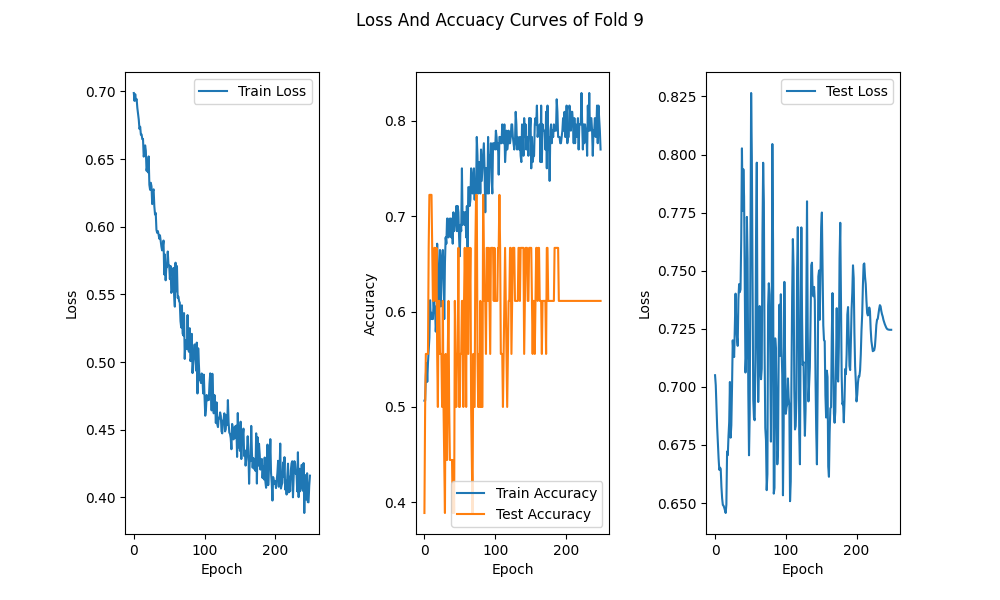 Loss And Accuacy Curves of Fold 9
Train Loss
0.70
0.65
0.60
0.55
0.50
0.45
0.40
Loss
0 100 200
Epoch
0.8
0.7
0.6
0.5
0.4
Accuracy
Train Accuracy
Test Accuracy
0 100 200
Epoch
Test Loss
0.825
0.800
0.775
0.750
0.725
0.700
0.675
0.650
Loss
0 100 200
Epoch